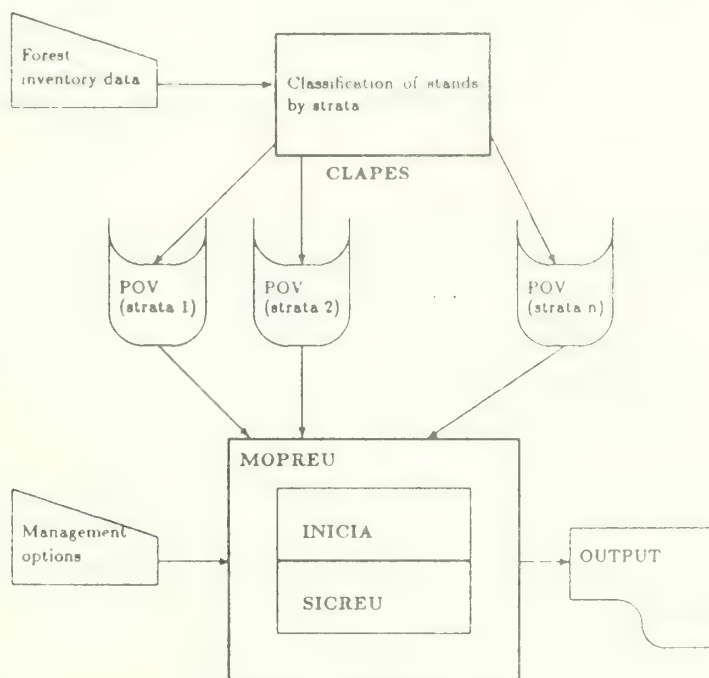 Forest
inventory data
Classification of stands
by strata
CLAPES
POV
(strata 1)
POV
(strata 2)
POV
(strata n)
MOPREU
Management
options
INICIA
SICREU
OUTPUT